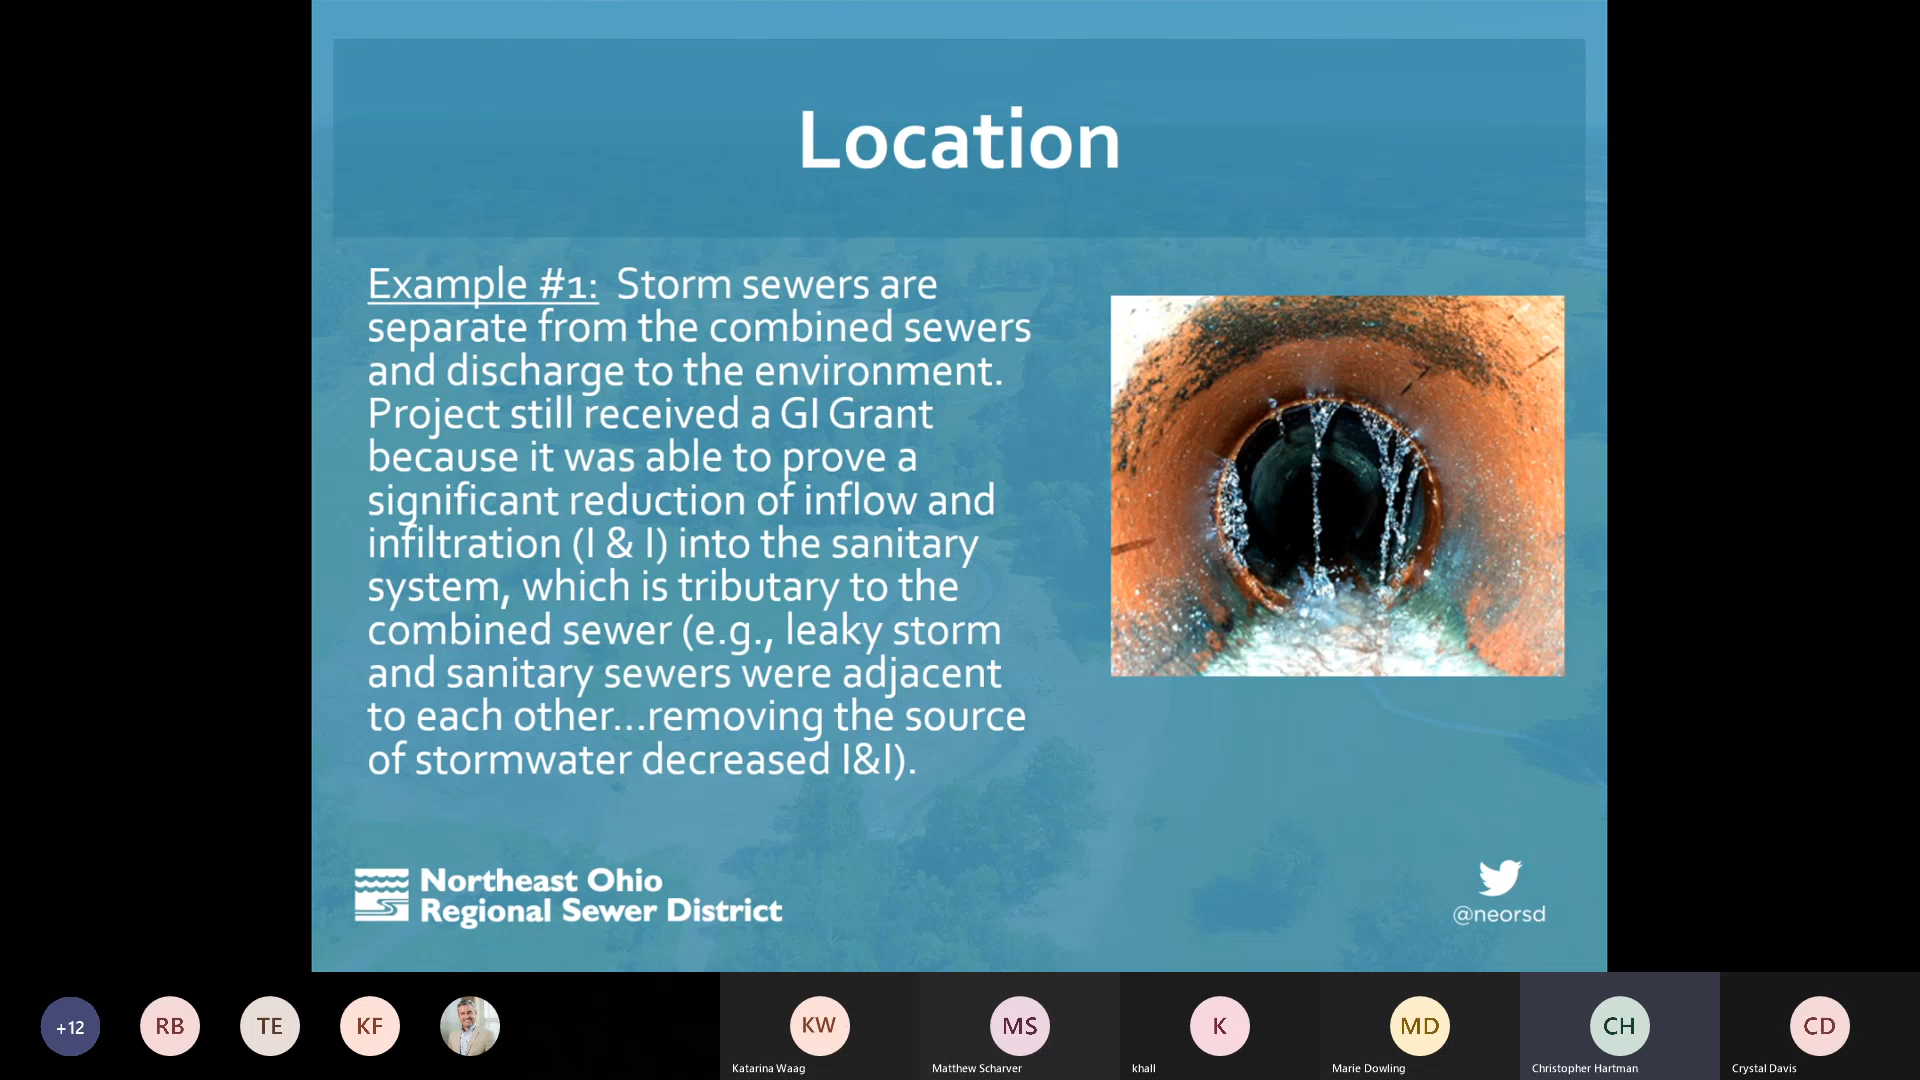 Location
Example #1:  Storm sewers are
separate from the combined sewers
and discharge to the environment.
Project still received a GI Grant
because it was able to prove a
significant reduction of inflow and
infiltration (I & I) into the sanitary
system, which is tributary to the
combined sewer (e.g., leaky storm
and sanitary sewers were adjacent
to each other...removing the source
of stormwater decreased I&I).
Northeast Ohio
Regional Sewer District
@neorsd
+12
RB
TE
KF
KW
Katarina Waag
MS
Matthew Scharver
K
khall
MD
Marie Dowling
CH
Christopher Hartman
CD
Crystal Davis